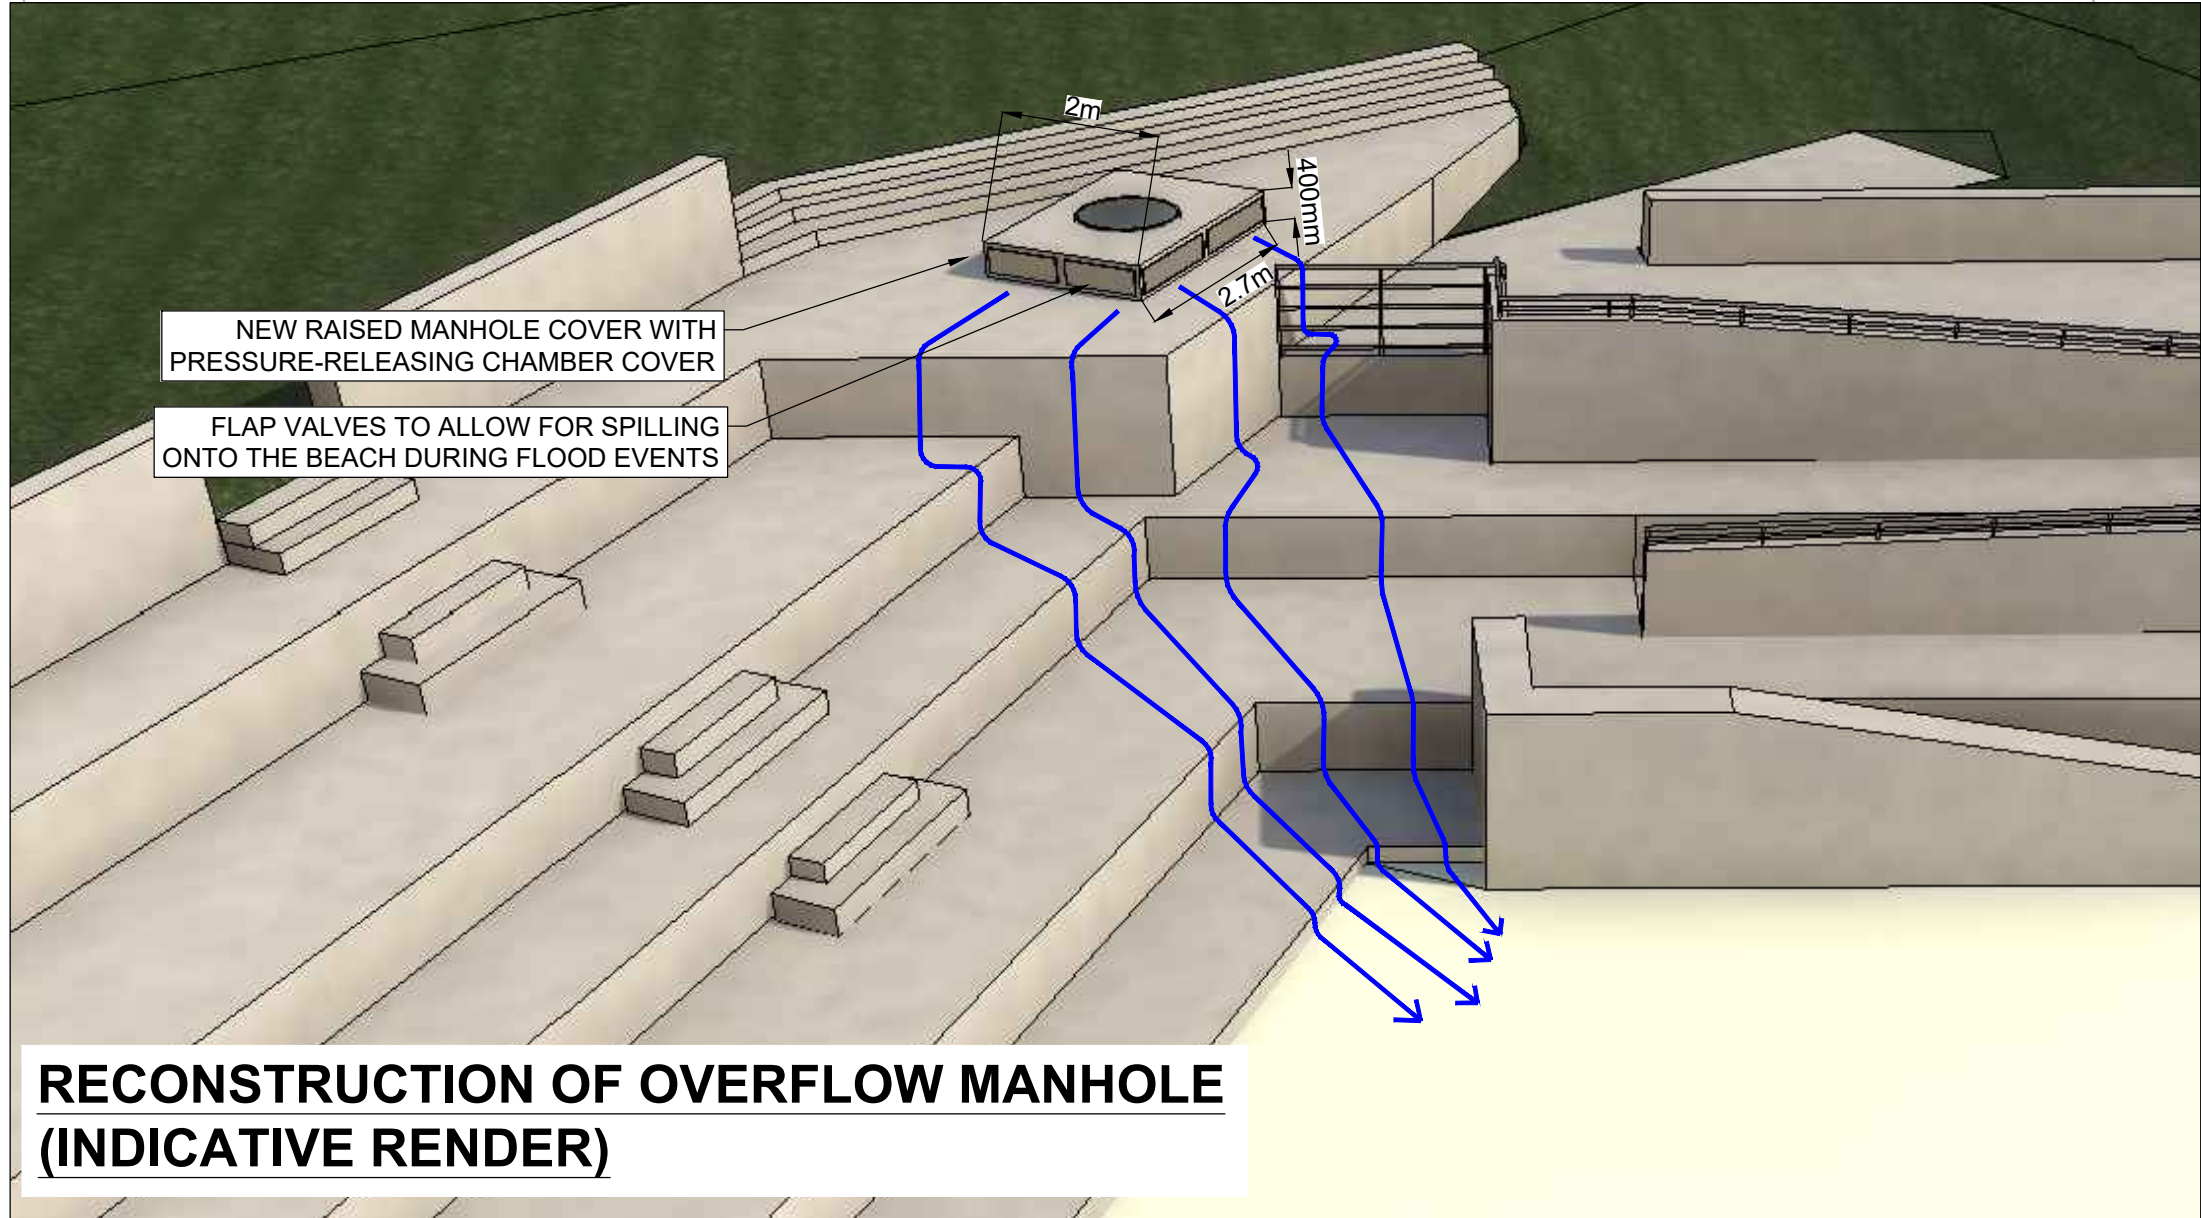 2m
400mm
2.7m
NEW RAISED MANHOLE COVER WITH
PRESSURE-RELEASING CHAMBER COVER
FLAP VALVES TO ALLOW FOR SPILLING
ONTO THE BEACH DURING FLOOD EVENTS
RECONSTRUCTION OF OVERFLOW MANHOLE
(INDICATIVE RENDER)